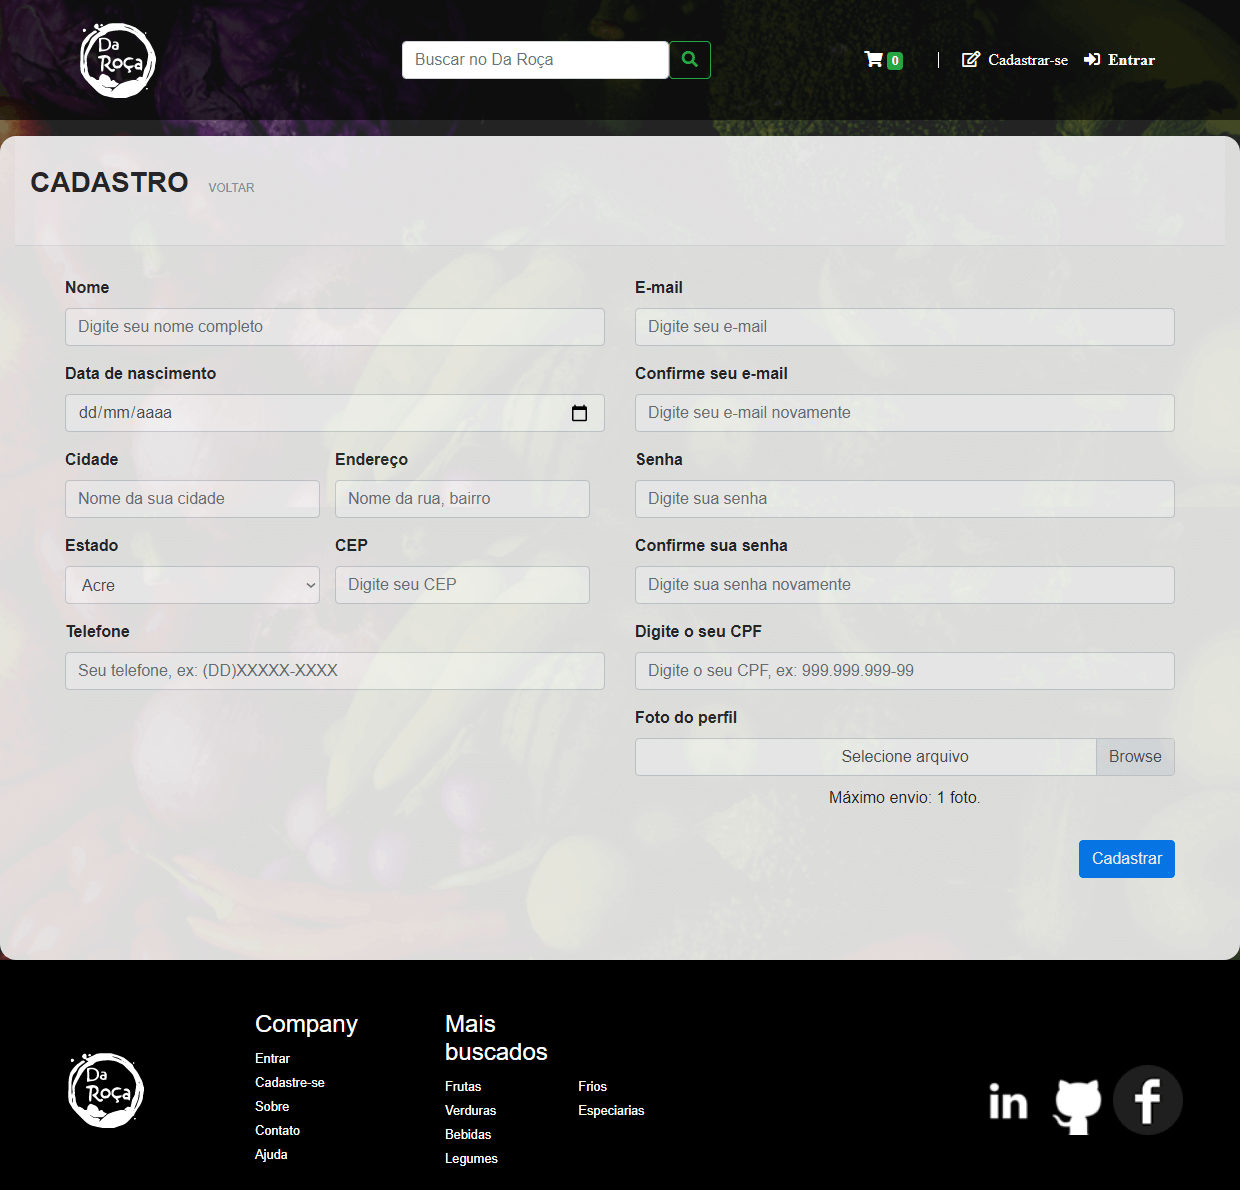 Da
Roça
Buscar no Da Roça
0
Cadastrar-se
Entrar
CADASTRO
VOLTAR
Nome
Digite seu nome completo
Data de nascimento
dd/mm/aaaa
Cidade
Endereço
Nome da sua cidade
Nome da rua, bairro
Estado
CEP
Acre
Digite seu CEP
Telefone
Seu telefone, ex: (DD)XXXXX-XXXX
E-mail
Digite seu e-mail
Confirme seu e-mail
Digite seu e-mail novamente
Senha
Digite sua senha
Confirme sua senha
Digite sua senha novamente
Digite o seu CPF
Digite o seu CPF, ex: 999.999.999-99
Foto do perfil
Selecione arquivo
Browse
Máximo envio: 1 foto.
Cadastrar
Da
Roça
Company
Entrar
Cadastre-se
Sobre
Contato
Ajuda
Mais
buscados
Frutas
Verduras
Bebidas
Legumes
Frios
Especiarias
in
f